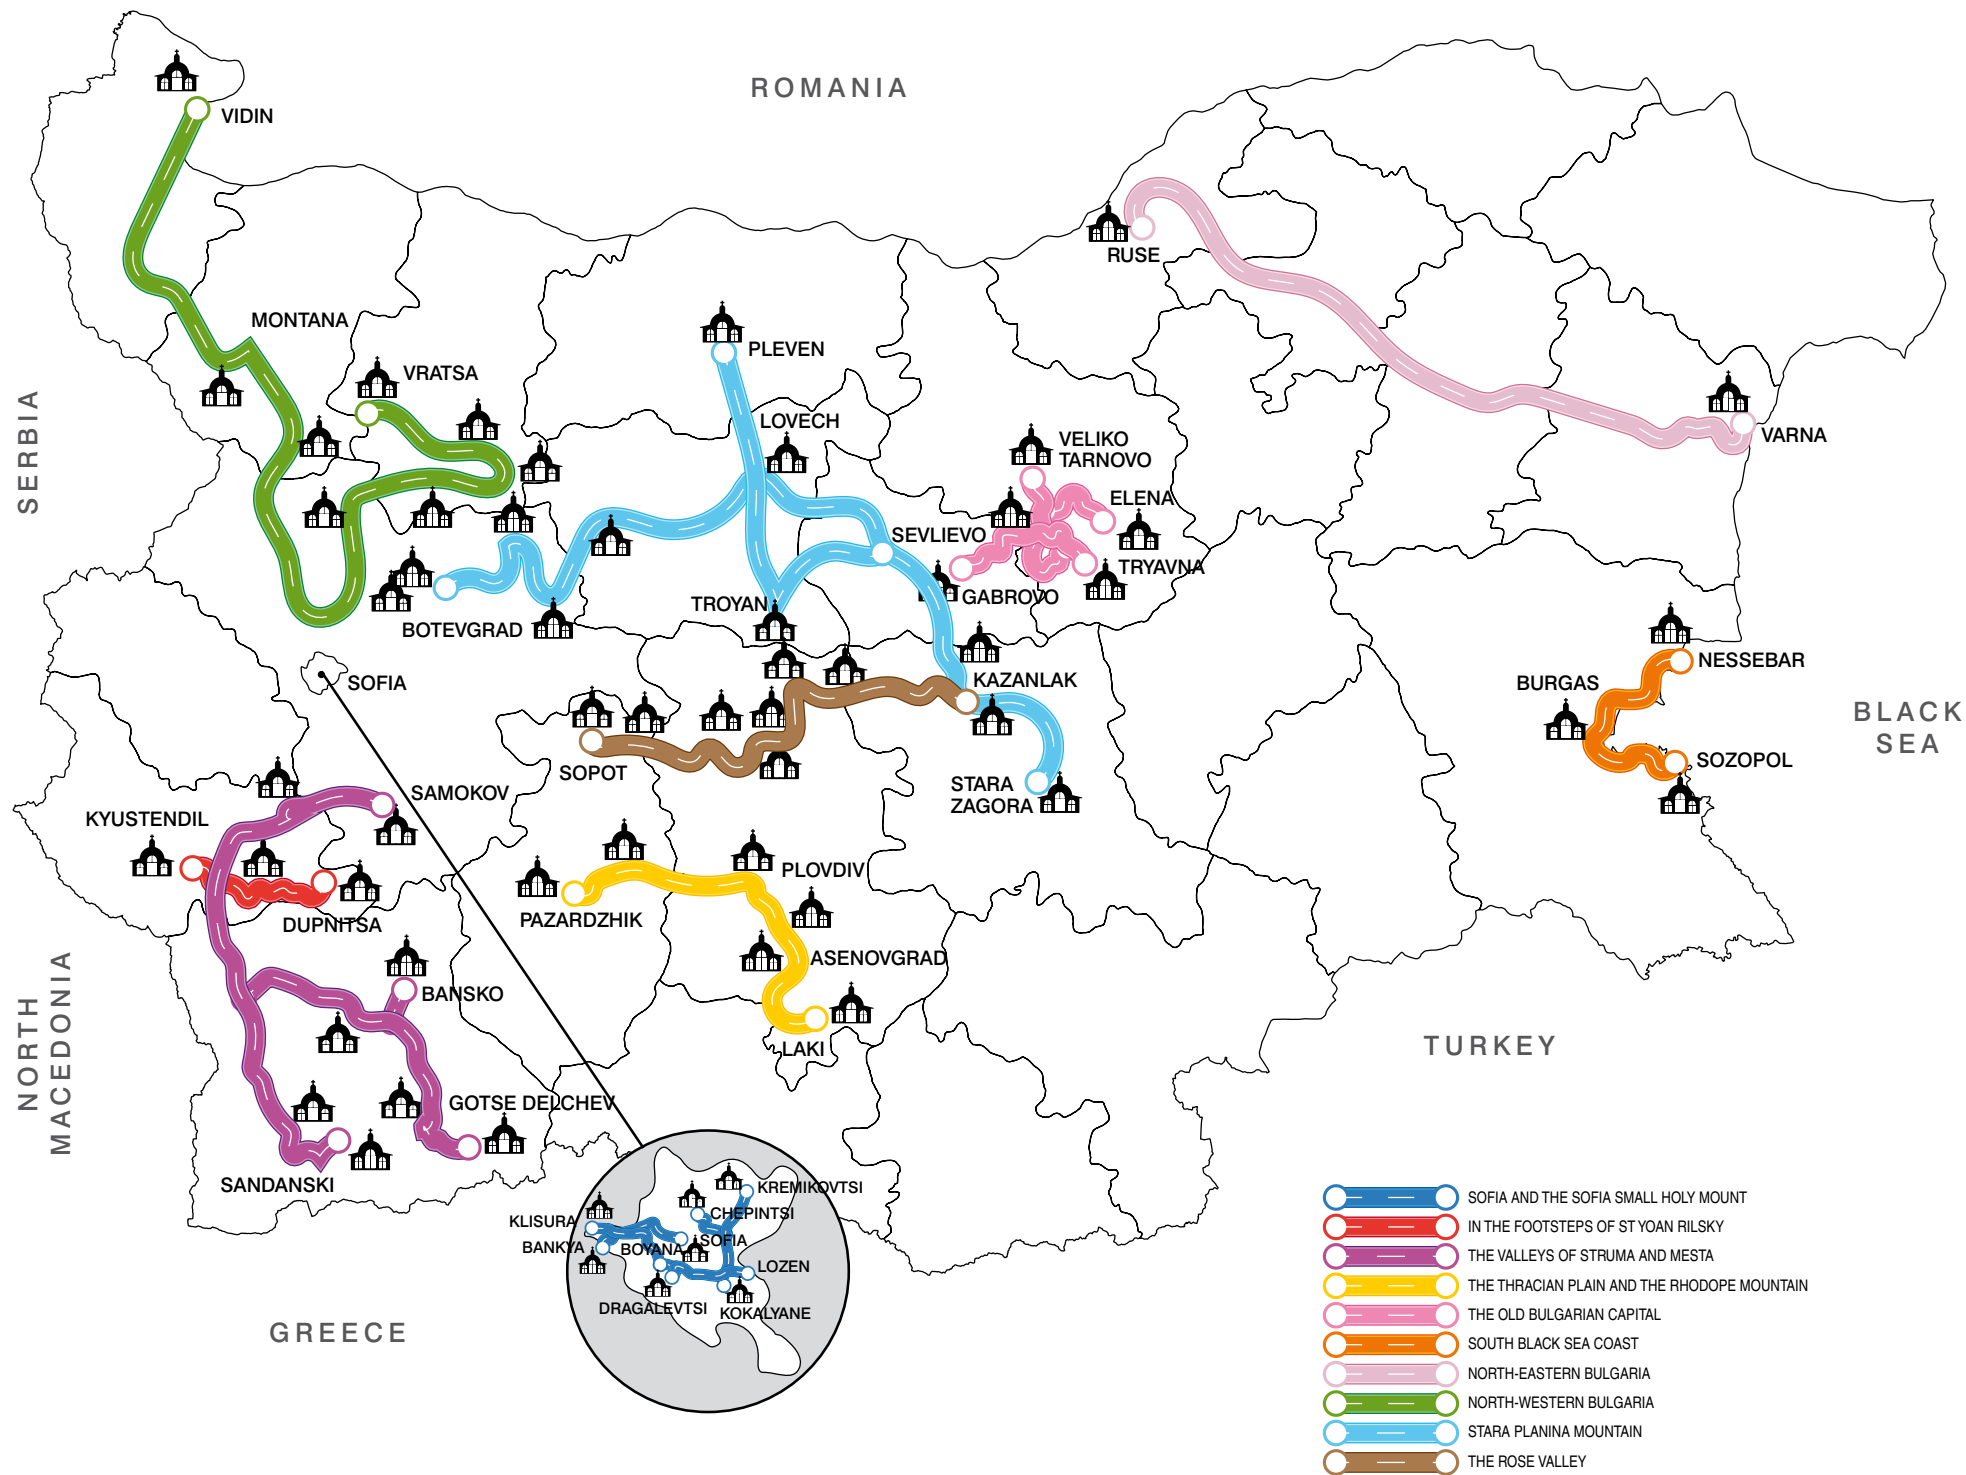 ROMANIA
VIDIN
RUSE
MONTANA
PLEVEN
VRATSA
SERBIA
LOVECH
VELIKO
TARNOVO
VARNA
ELENA
SEVLIEVO
TRYAVNA
GABROVO
TROYAN
BOTEVGRAD
SOFIA
KAZANLAK
NESSEBAR
BURGAS
BLACK
SEA
SOPOT
SOZOPOL
STARA
ZAGORA
SAMOKOV
KYUSTENDIL
PLOVDIV
PAZARDZHIK
DUPNITSA
ASENOVGRAD
BANSKO
NORTH
MACEDONIA
LAKI
TURKEY
GOTSE DELCHEV
SANDANSKI
KREMIKOVTSI
CHEPINTSI
KLISURA
SOFIA
BANKYA
BOYANA
LOZEN
DRAGALEVTSI
KOKALYANE
GREECE
SOFIA AND THE SOFIA SMALL HOLY MOUNT
IN THE FOOTSTEPS OF ST YOAN RILSKY
THE VALLEYS OF STRUMA AND MESTA
THE THRACIAN PLAIN AND THE RHODOPE MOUNTAIN
THE OLD BULGARIAN CAPITAL
SOUTH BLACK SEA COAST
NORTH-EASTERN BULGARIA
NORTH-WESTERN BULGARIA
STARA PLANINA MOUNTAIN
THE ROSE VALLEY